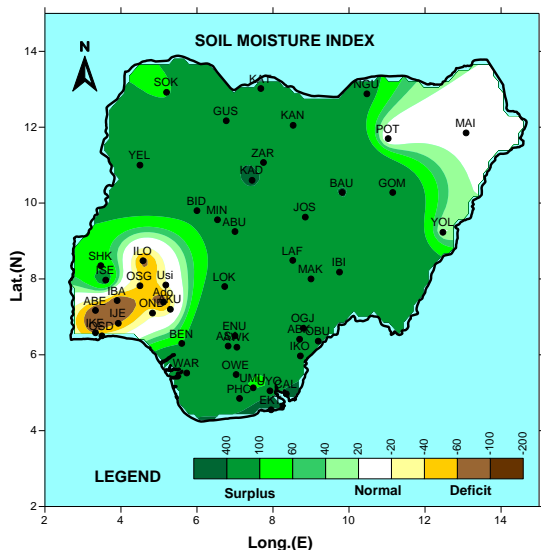 SOIL MOISTURE INDEX
N
14
12
10
8
6
4
2
Lat.(N)
SOK
KAT
NGU
GUS
KAN
POT
MAI
YEL
ZAR
KAD
BAU
GOM
BID
MIN
ABU
JOS
YOL
SHK
ISE
ILO
OSG
Usi
LOK
LAF
MAK
IBI
ABE
IBA
Ado
AKU
IJE
OND
IKE
BEN
ENU
AWK
OGJ
OBU
IKO
WAR
OWE
UMU
UYO
CAL
PHC
EKT
LEGEND
400
100
60
40
20
-20
-40
-60
-100
-200
Surplus
Normal
Deficit
2
4
6
8
10
12
14
Long.(E)